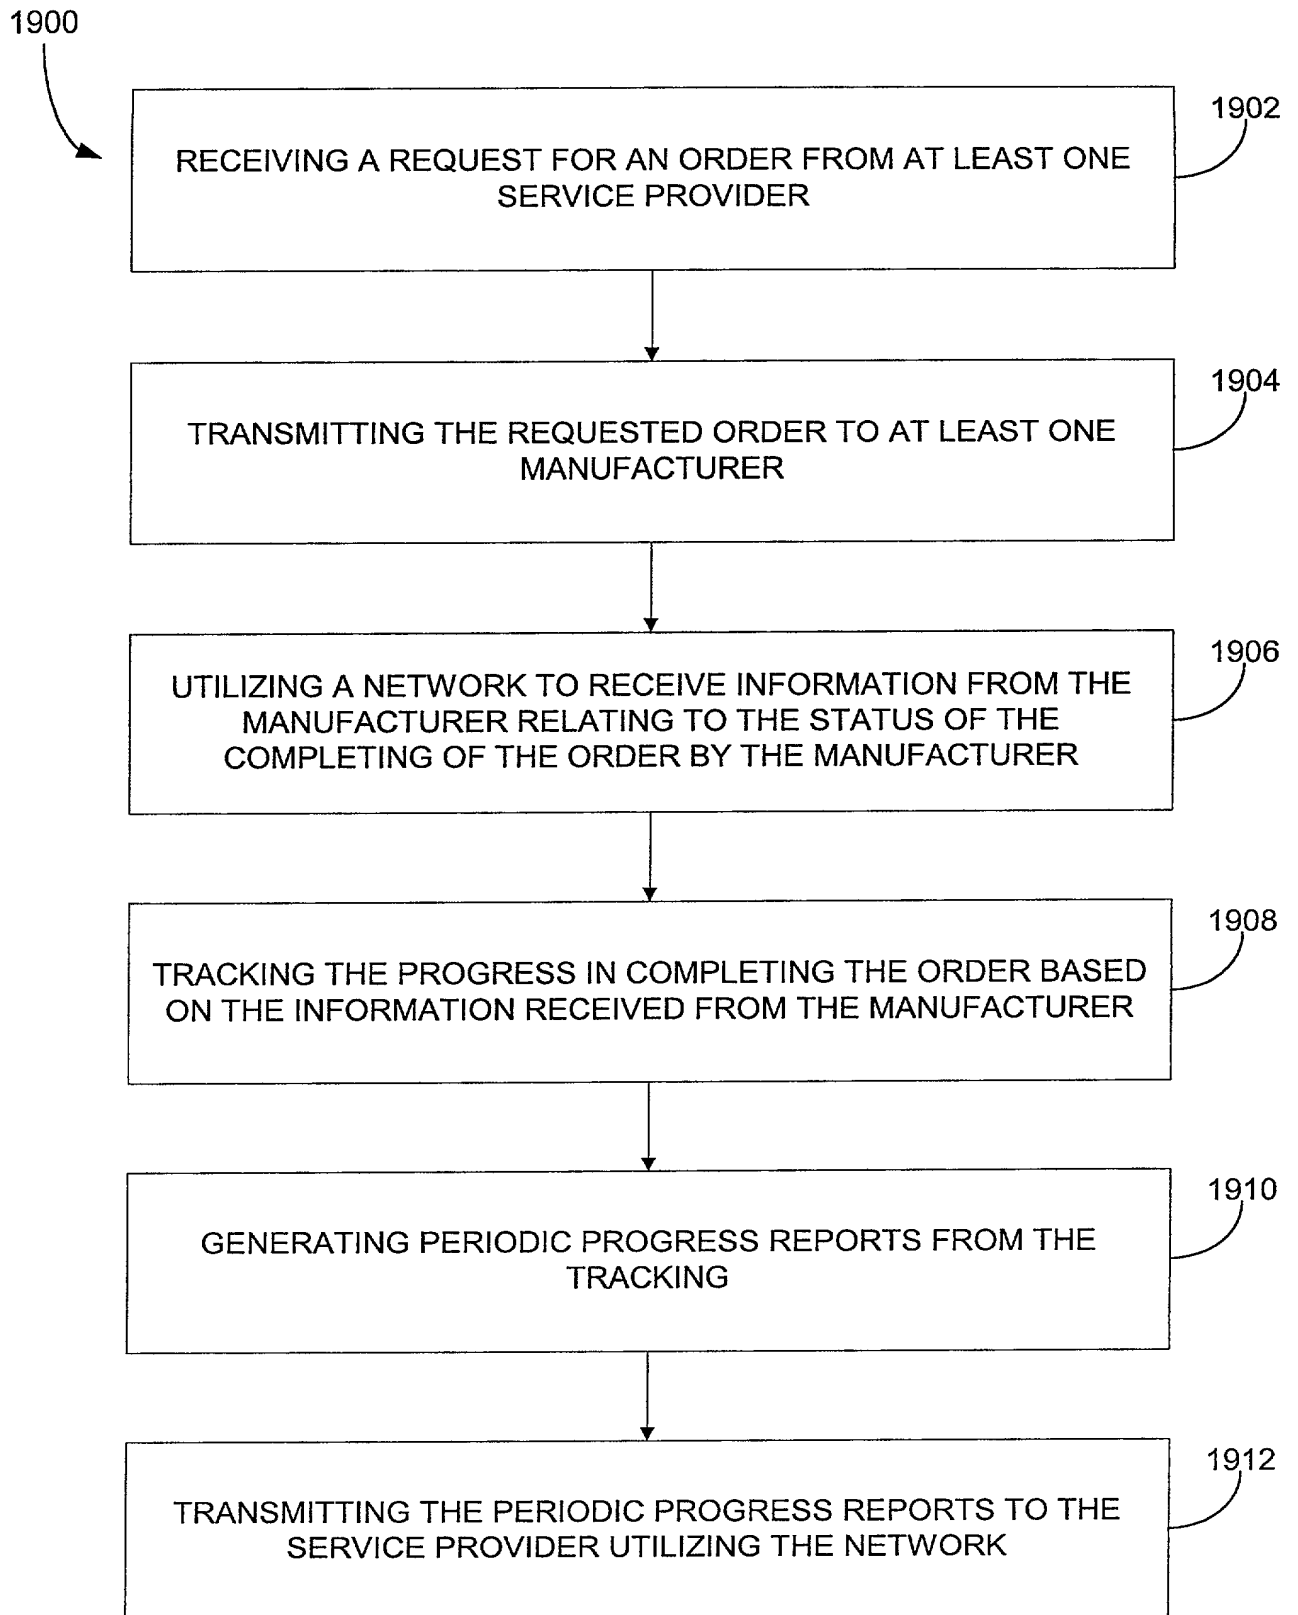 1900
1902
RECEIVING A REQUEST FOR AN ORDER FROM AT LEAST ONE
SERVICE PROVIDER
1904
TRANSMITTING THE REQUESTED ORDER TO AT LEAST ONE
MANUFACTURER
1906
UTILIZING A NETWORK TO RECEIVE INFORMATION FROM THE
MANUFACTURER RELATING TO THE STATUS OF THE
COMPLETING OF THE ORDER BY THE MANUFACTURER
1908
TRACKING THE PROGRESS IN COMPLETING THE ORDER BASED
ON THE INFORMATION RECEIVED FROM THE MANUFACTURER
1910
GENERATING PERIODIC PROGRESS REPORTS FROM THE
TRACKING
1912
TRANSMITTING THE PERIODIC PROGRESS REPORTS TO THE
SERVICE PROVIDER UTILIZING THE NETWORK